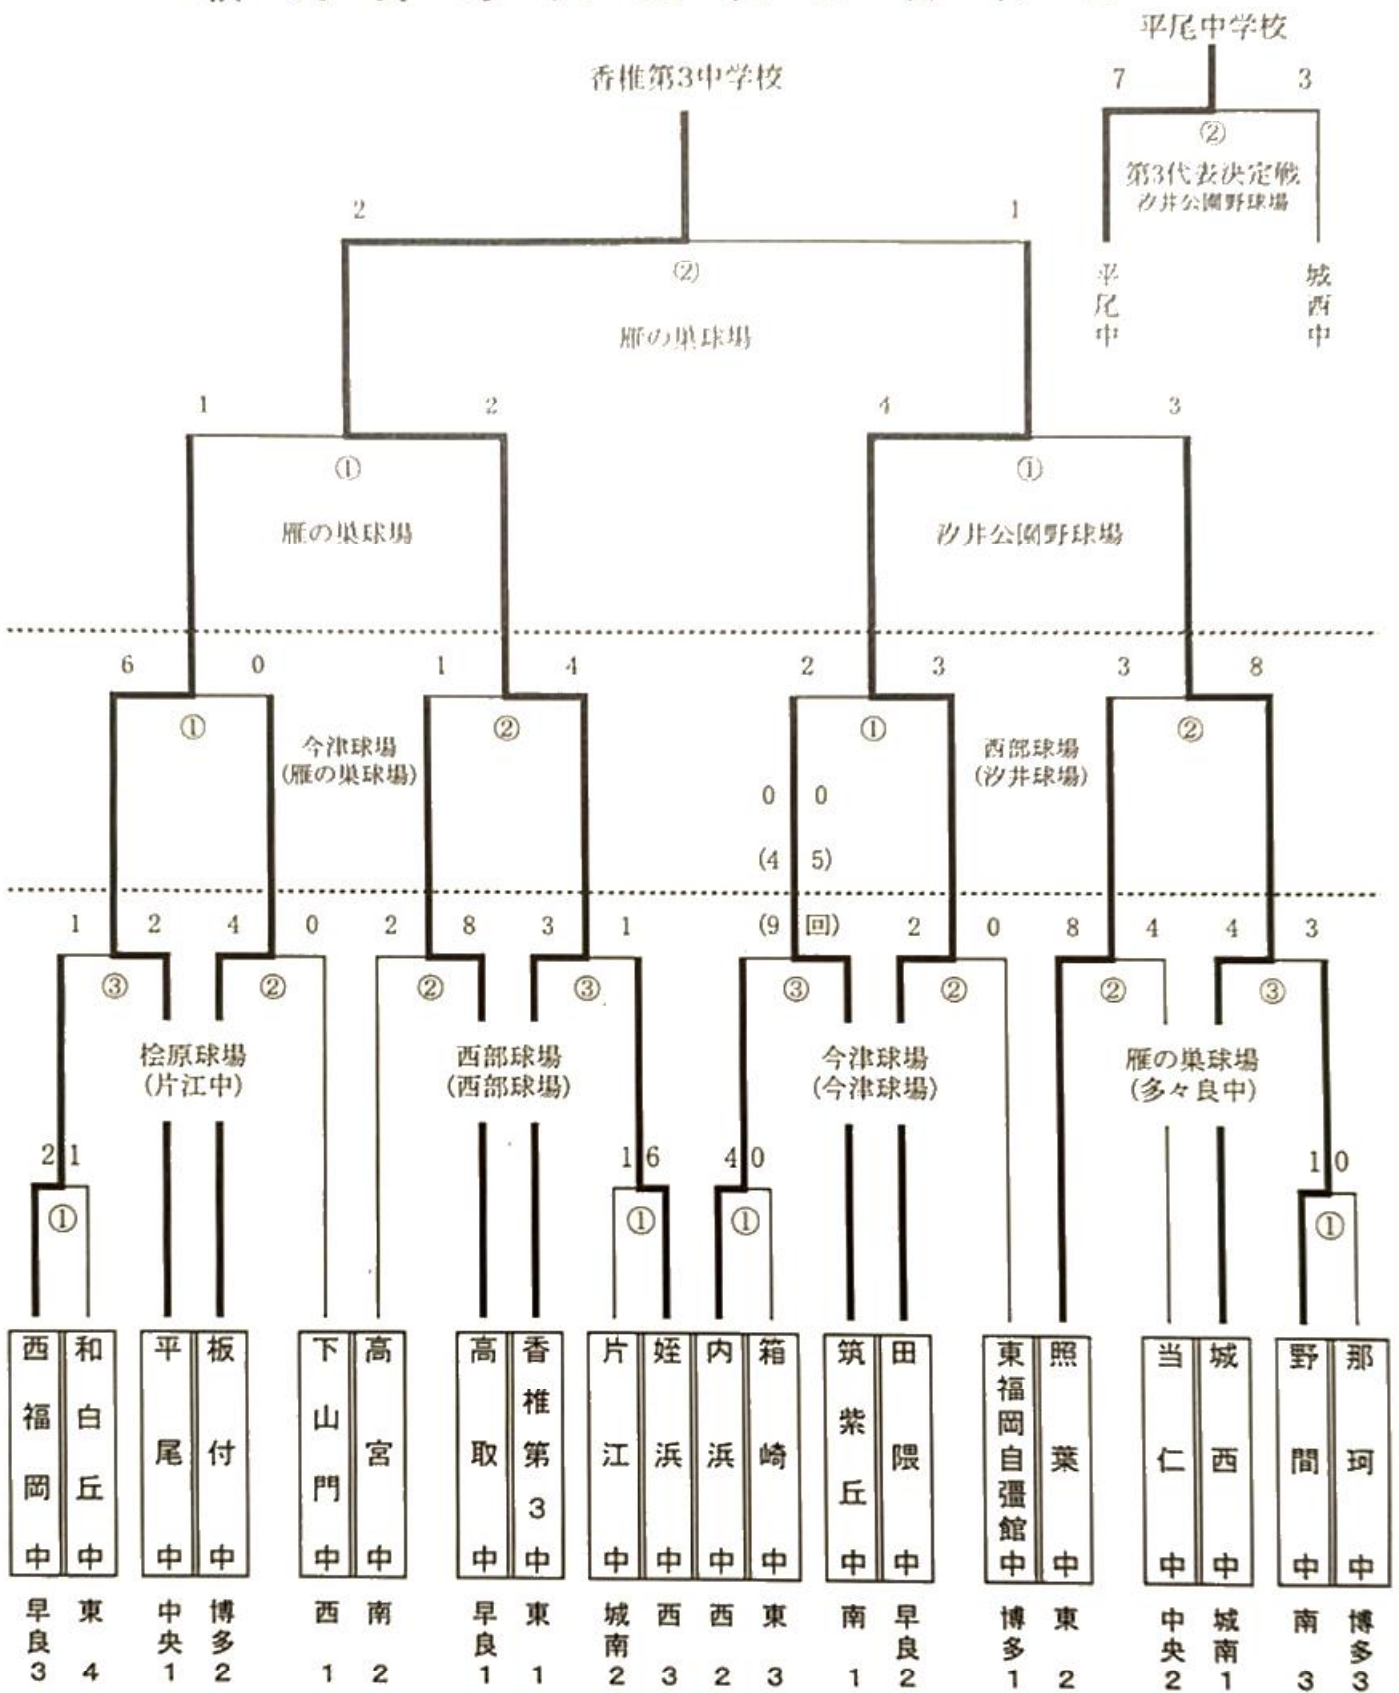 平尾中学校
香椎第3中学校
7 3
②
第3代表決定戦
汐井公園野球場
平尾中 城西中
2 1
②
雁の巣球場
1 2 4 3
① ①
雁の巣球場 汐井公園野球場
6 0 1 4 2 3 3 8
① ② ① ②
今津球場 西部球場
(雁の巣球場) (汐井球場)
0 0
(4 5)
1 2 4 0 2 8 3 1 (9 回) 2 0 8 4 4 3
③ ② ② ③ ③ ② ② ③
桧原球場 西部球場 今津球場 雁の巣球場
(片江中) (西部球場) (今津球場) (多々良中)
2 1 1 6 4 0 1 0
① ① ① ①
西福岡中
和白丘中
平尾中
板付中
下山門中
高宮中
高取中
香椎第3中
片江中
姪浜中
内浜中
箱崎中
筑紫丘中
田隈中
東福岡自彊館中
照葉中
当仁中
城西中
野間中
那珂中
早良3
東4
中央1
博多2
西1
南2
早良1
東1
城南2
西3
西2
東3
南1
早良2
博多1
東2
中央2
城南1
南3
博多3